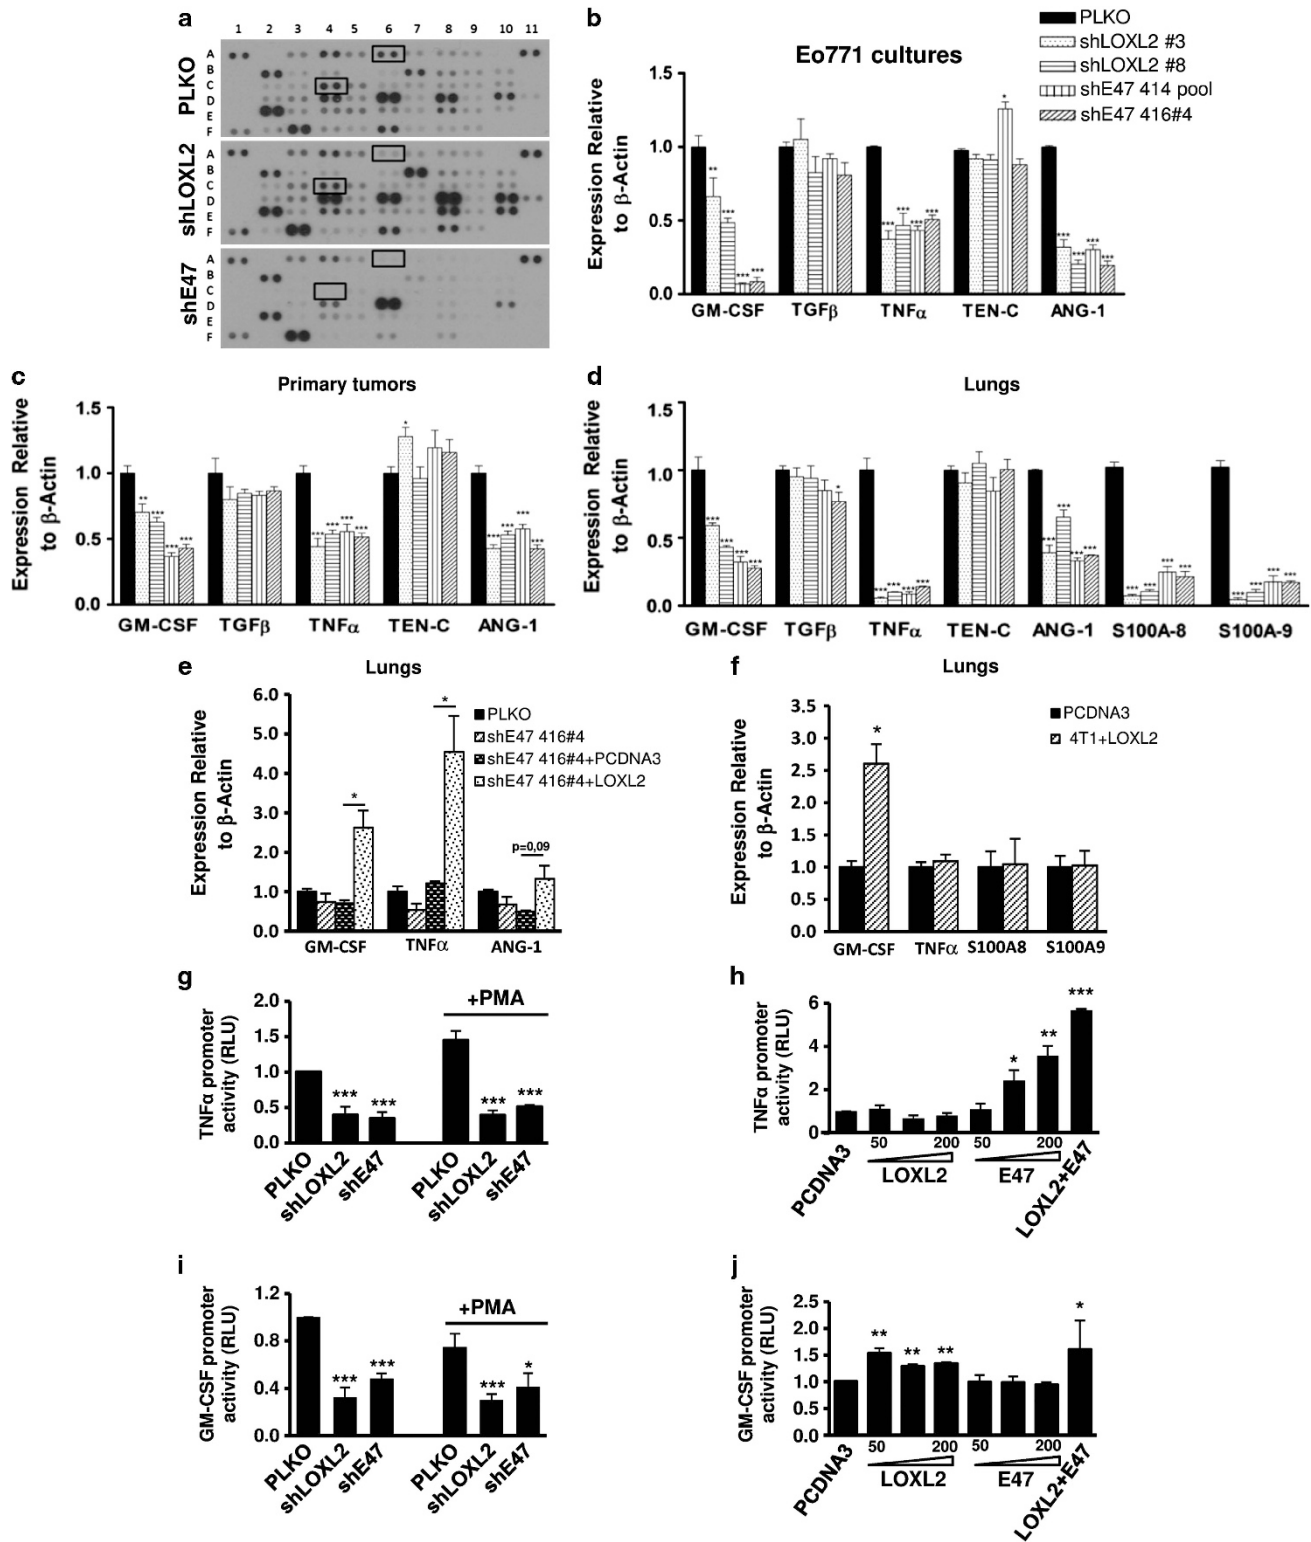 a
1 2 3 4 5 6 7 8 9 10 11
PLKO
A
B
C
D
E
F
shLOXL2
A
B
C
D
E
F
shE47
A
B
C
D
E
F
b
Eo771 cultures
PLKO
shLOXL2 #3
shLOXL2 #8
shE47 414 pool
shE47 416#4
Expression Relative
to β-Actin
1.5
1.0
0.5
0.0
** *** *** ***
*** *** *** ***
*
*** *** *** ***
GM-CSF TGFβ TNFα TEN-C ANG-1
c
Primary tumors
Expression Relative
to β-Actin
1.5
1.0
0.5
0.0
** *** *** ***
*** *** *** ***
*
*** *** *** ***
GM-CSF TGFβ TNFα TEN-C ANG-1
d
Lungs
Expression Relative
to β-Actin
1.5
1.0
0.5
0.0
*** *** *** ***
*
*** *** *** ***
*** *** *** ***
*** *** *** ***
*** *** *** ***
GM-CSF TGFβ TNFα TEN-C ANG-1 S100A-8 S100A-9
e
Lungs
Expression Relative
to β-Actin
6.0
5.0
4.0
3.0
2.0
1.0
0.0
PLKO
shE47 416#4
shE47 416#4+PCDNA3
shE47 416#4+LOXL2
*
*
p=0,09
GM-CSF TNFα ANG-1
f
Lungs
Expression Relative
to β-Actin
3.5
3.0
2.5
2.0
1.5
1.0
0.5
0.0
PCDNA3
4T1+LOXL2
*
GM-CSF TNFα S100A8 S100A9
g
TNFα promoter
activity (RLU)
2.0
1.5
1.0
0.5
0.0
+PMA
*** *** *** ***
PLKO shLOXL2 shE47 PLKO shLOXL2 shE47
h
TNFα promoter
activity (RLU)
6
4
2
0
* ** ***
50 200 50 200
PCDNA3 LOXL2 E47 LOXL2+E47
i
GM-CSF promoter
activity (RLU)
1.2
0.8
0.4
0.0
+PMA
*** *** *** *
PLKO shLOXL2 shE47 PLKO shLOXL2 shE47
j
GM-CSF promoter
activity (RLU)
2.5
2.0
1.5
1.0
0.5
0.0
** ** ** *
50 200 50 200
PCDNA3 LOXL2 E47 LOXL2+E47